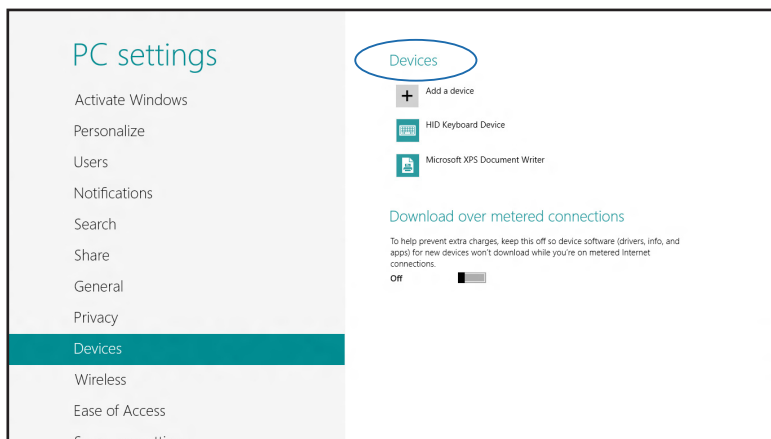 PC settings
Activate Windows
Personalize
Users
Notifications
Search
Share
General
Privacy
Devices
Wireless
Ease of Access
Devices
Add a device
HID Keyboard Device
Microsoft XPS Document Writer
Download over metered connections
To help prevent extra charges, keep this off so device software (drivers, info, and
apps) for new devices won't download while you're on metered Internet
connections.
Off